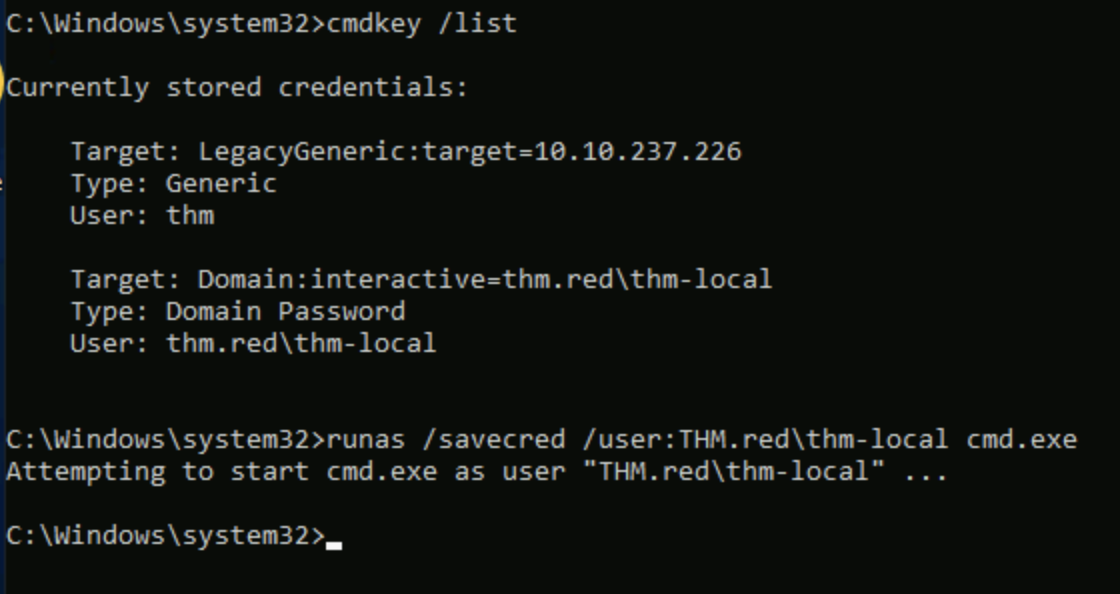 C:\Windows\system32>cmdkey /list
Currently stored credentials:
Target: LegacyGeneric:target=10.10.237.226
Type: Generic
User: thm
Target: Domain:interactive=thm.red\thm-local
Type: Domain Password
User: thm.red\thm-local
C:\Windows\system32>runas /savecred /user:THM.red\thm-local cmd.exe
Attempting to start cmd.exe as user "THM.red\thm-local" ...
C:\Windows\system32>